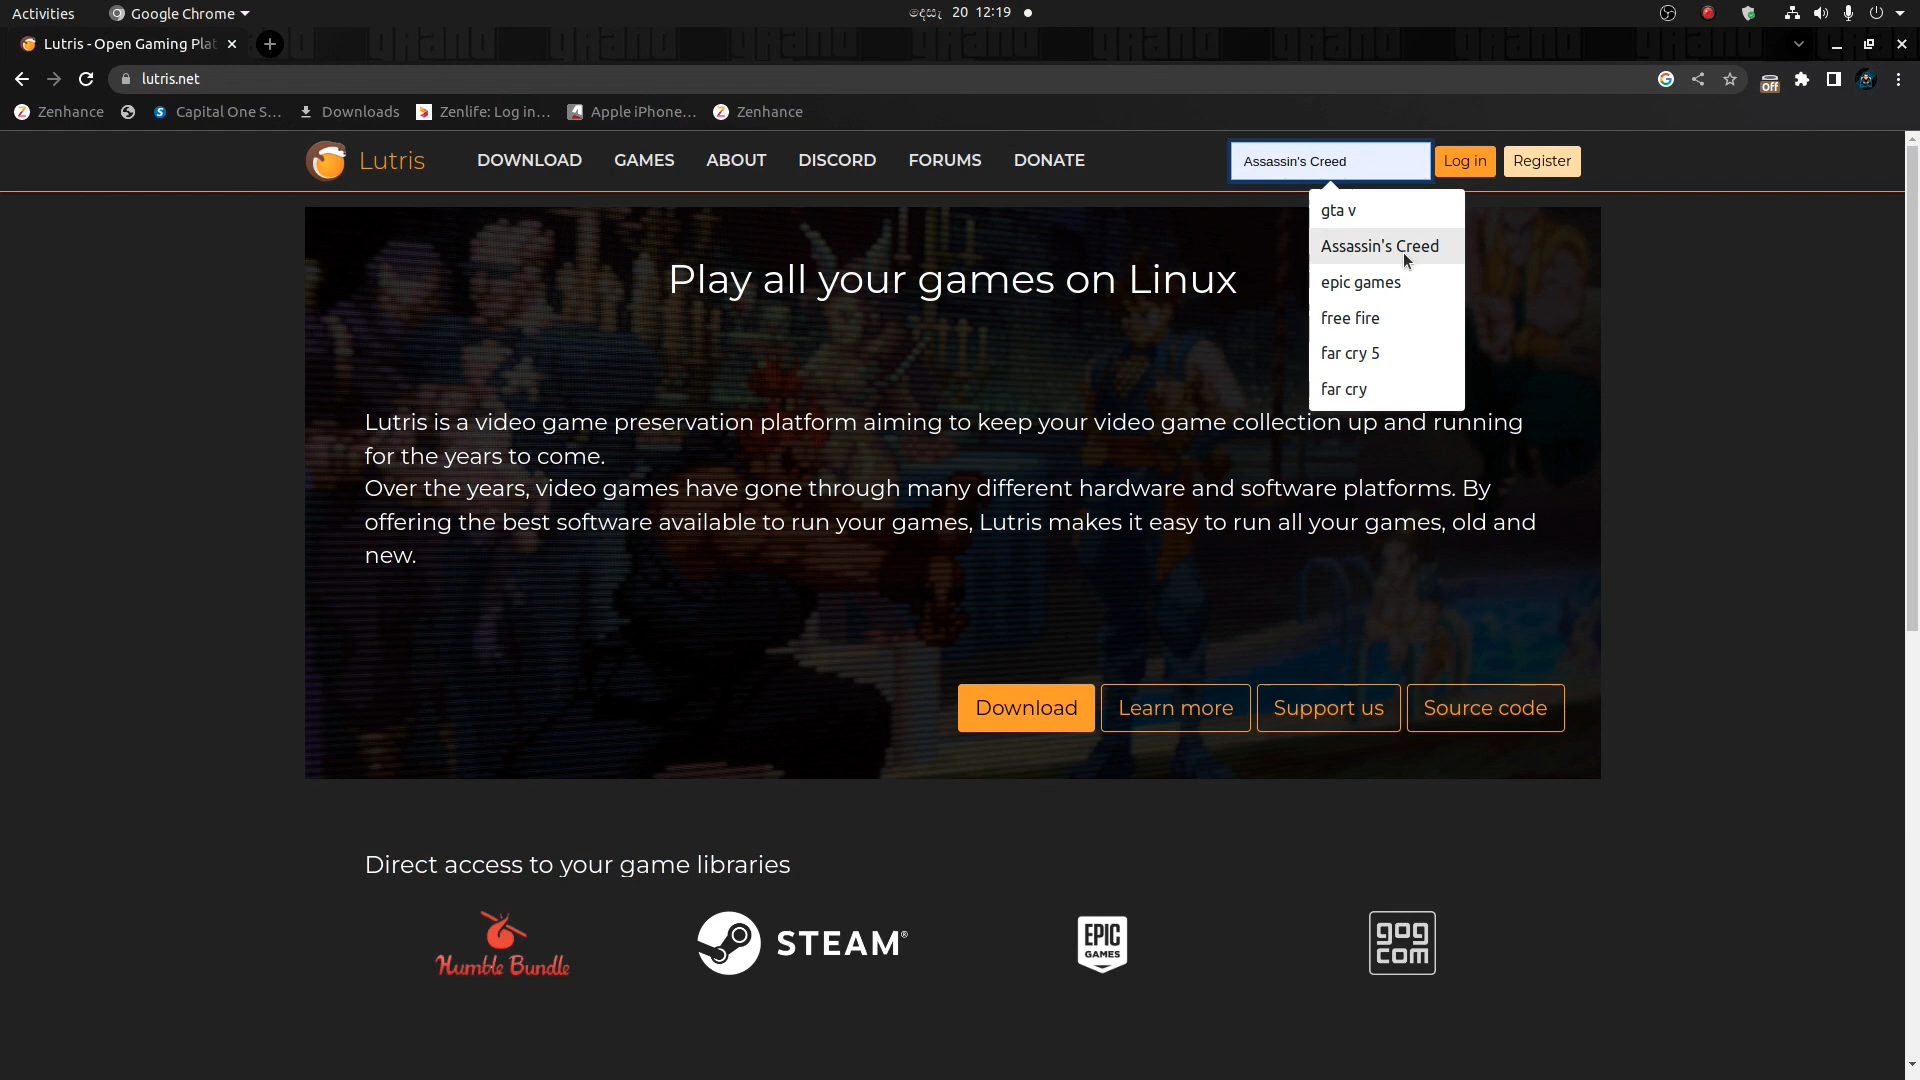 Activities
Google Chrome
දෙසැ 20 12:19
Lutris - Open Gaming Plat
lutris.net
Off
Zenhance
Capital One S...
Downloads
Zenlife: Log in...
Apple iPhone...
Zenhance
Lutris
DOWNLOAD
GAMES
ABOUT
DISCORD
FORUMS
DONATE
Assassin's Creed
Log in
Register
gta v
Assassin's Creed
epic games
free fire
far cry 5
far cry
Play all your games on Linux
Lutris is a video game preservation platform aiming to keep your video game collection up and running
for the years to come.
Over the years, video games have gone through many different hardware and software platforms. By
offering the best software available to run your games, Lutris makes it easy to run all your games, old and
new.
Download
Learn more
Support us
Source code
Direct access to your game libraries
Humble Bundle
STEAM®
EPIC
GAMES
gog
com